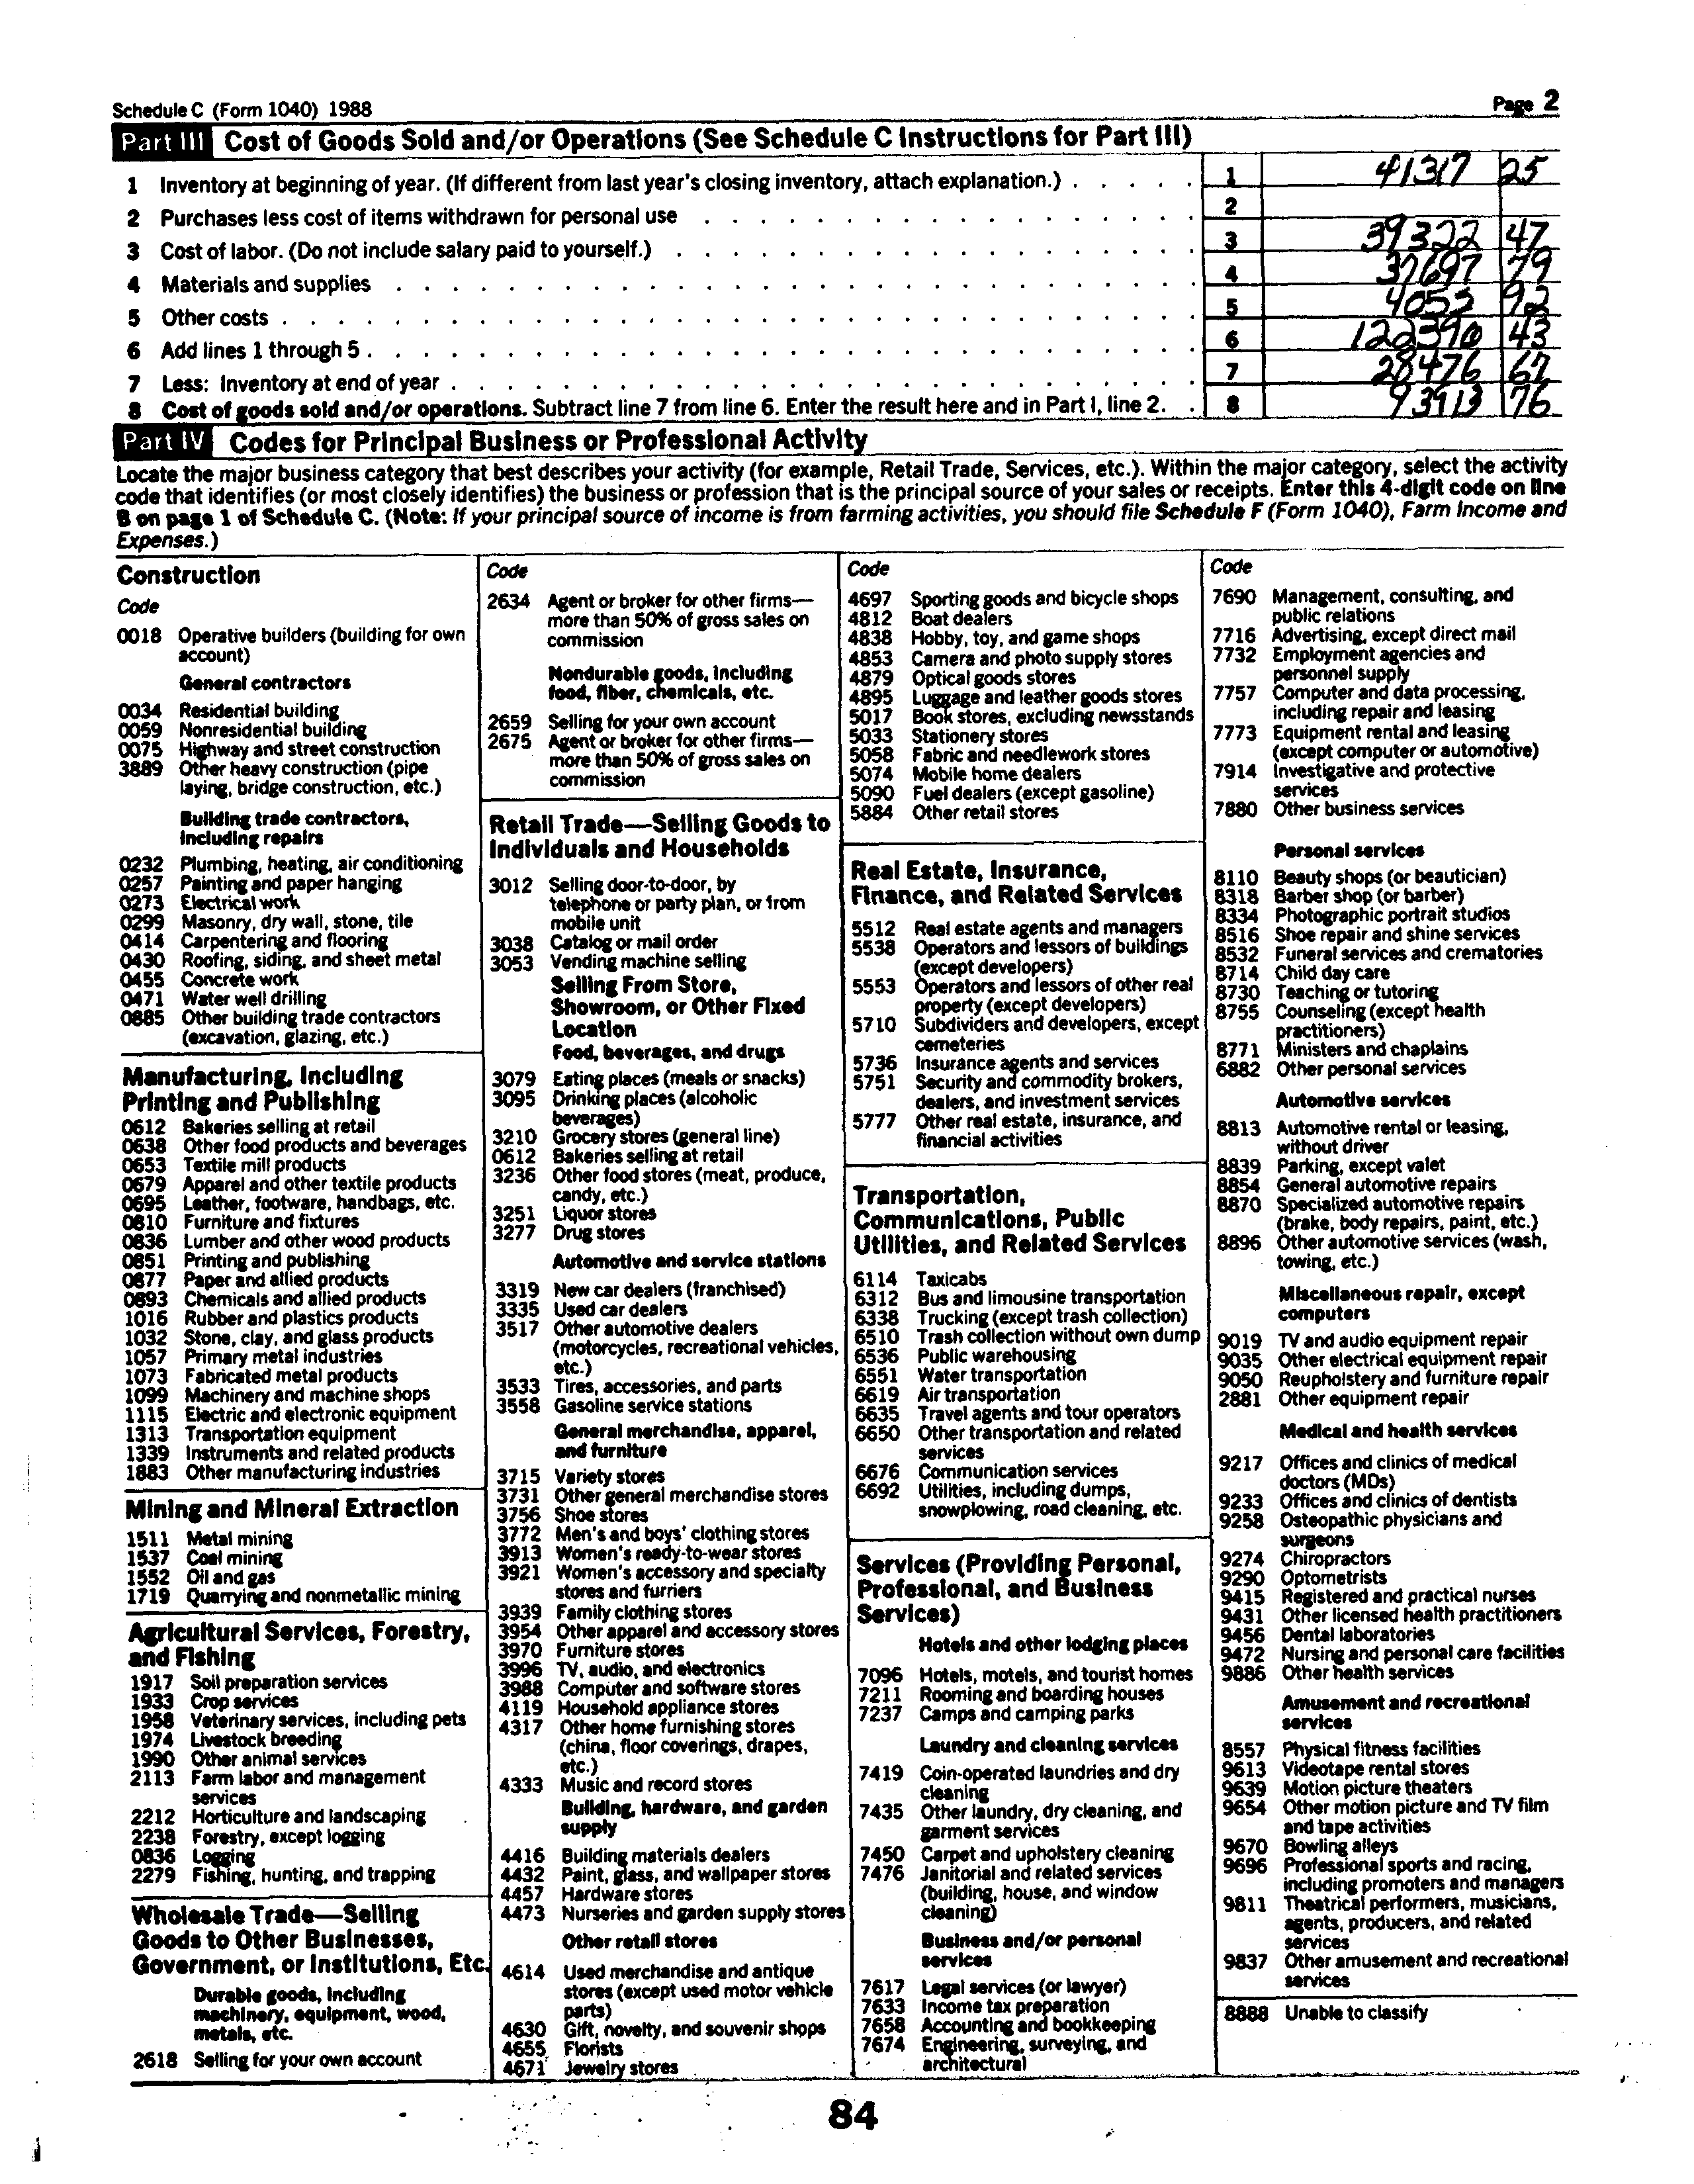 Schedule C (Form 1040) 1988
Page 2
Part III Cost of Goods Sold and/or Operations (See Schedule C Instructions for Part III)
1 Inventory at beginning of year. (If different from last year's closing inventory, attach explanation.) . . . . . 1 41317 25
2 Purchases less cost of items withdrawn for personal use 2
3 Cost of labor. (Do not include salary paid to yourself.) 3 39322 47
4 Materials and supplies 4 37697 79
5 Other costs 5 4052 92
6 Add lines 1 through 5 6 122390 43
7 Less: Inventory at end of year 7 28476 67
8 Cost of goods sold and/or operations. Subtract line 7 from line 6. Enter the result here and in Part I, line 2. . 8 93913 76
Part IV Codes for Principal Business or Professional Activity
Locate the major business category that best describes your activity (for example, Retail Trade, Services, etc.). Within the major category, select the activity
code that identifies (or most closely identifies) the business or profession that is the principal source of your sales or receipts. Enter this 4-digit code on line
B on page 1 of Schedule C. (Note: If your principal source of income is from farming activities, you should file Schedule F (Form 1040), Farm Income and
Expenses.)
Construction
Code
0018 Operative builders (building for own
account)
General contractors
0034 Residential building
0059 Nonresidential building
0075 Highway and street construction
3889 Other heavy construction (pipe
laying, bridge construction, etc.)
Building trade contractors,
including repairs
0232 Plumbing, heating, air conditioning
0257 Painting and paper hanging
0273 Electrical work
0299 Masonry, dry wall, stone, tile
0414 Carpentering and flooring
0430 Roofing, siding, and sheet metal
0455 Concrete work
0471 Water well drilling
0885 Other building trade contractors
(excavation, glazing, etc.)
Manufacturing, Including
Printing and Publishing
0612 Bakeries selling at retail
0638 Other food products and beverages
0653 Textile mill products
0679 Apparel and other textile products
0695 Leather, footware, handbags, etc.
0810 Furniture and fixtures
0836 Lumber and other wood products
0851 Printing and publishing
0877 Paper and allied products
0893 Chemicals and allied products
1016 Rubber and plastics products
1032 Stone, clay, and glass products
1057 Primary metal industries
1073 Fabricated metal products
1099 Machinery and machine shops
1115 Electric and electronic equipment
1313 Transportation equipment
1339 Instruments and related products
1883 Other manufacturing industries
Mining and Mineral Extraction
1511 Metal mining
1537 Coal mining
1552 Oil and gas
1719 Quarrying and nonmetallic mining
Agricultural Services, Forestry,
and Fishing
1917 Soil preparation services
1933 Crop services
1958 Veterinary services, including pets
1974 Livestock breeding
1990 Other animal services
2113 Farm labor and management
services
2212 Horticulture and landscaping
2238 Forestry, except logging
0836 Logging
2279 Fishing, hunting, and trapping
Wholesale Trade—Selling
Goods to Other Businesses,
Government, or Institutions, Etc.
Durable goods, including
machinery, equipment, wood,
metals, etc.
2618 Selling for your own account
Code
2634 Agent or broker for other firms—
more than 50% of gross sales on
commission
Nondurable goods, including
food, fiber, chemicals, etc.
2659 Selling for your own account
2675 Agent or broker for other firms—
more than 50% of gross sales on
commission
Retail Trade—Selling Goods to
Individuals and Households
3012 Selling door-to-door, by
telephone or party plan, or from
mobile unit
3038 Catalog or mail order
3053 Vending machine selling
Selling From Store,
Showroom, or Other Fixed
Location
Food, beverages, and drugs
3079 Eating places (meals or snacks)
3095 Drinking places (alcoholic
beverages)
3210 Grocery stores (general line)
0612 Bakeries selling at retail
3236 Other food stores (meat, produce,
candy, etc.)
3251 Liquor stores
3277 Drug stores
Automotive and service stations
3319 New car dealers (franchised)
3335 Used car dealers
3517 Other automotive dealers
(motorcycles, recreational vehicles,
etc.)
3533 Tires, accessories, and parts
3558 Gasoline service stations
General merchandise, apparel,
and furniture
3715 Variety stores
3731 Other general merchandise stores
3756 Shoe stores
3772 Men's and boys' clothing stores
3913 Women's ready-to-wear stores
3921 Women's accessory and specialty
stores and furriers
3939 Family clothing stores
3954 Other apparel and accessory stores
3970 Furniture stores
3996 TV, audio, and electronics
3988 Computer and software stores
4119 Household appliance stores
4317 Other home furnishing stores
(china, floor coverings, drapes,
etc.)
4333 Music and record stores
Building, hardware, and garden
supply
4416 Building materials dealers
4432 Paint, glass, and wallpaper stores
4457 Hardware stores
4473 Nurseries and garden supply stores
Other retail stores
4614 Used merchandise and antique
stores (except used motor vehicle
parts)
4630 Gift, novelty, and souvenir shops
4655 Florists
4671 Jewelry stores
Code
4697 Sporting goods and bicycle shops
4812 Boat dealers
4838 Hobby, toy, and game shops
4853 Camera and photo supply stores
4879 Optical goods stores
4895 Luggage and leather goods stores
5017 Book stores, excluding newsstands
5033 Stationery stores
5058 Fabric and needlework stores
5074 Mobile home dealers
5090 Fuel dealers (except gasoline)
5884 Other retail stores
Real Estate, Insurance,
Finance, and Related Services
5512 Real estate agents and managers
5538 Operators and lessors of buildings
(except developers)
5553 Operators and lessors of other real
property (except developers)
5710 Subdividers and developers, except
cemeteries
5736 Insurance agents and services
5751 Security and commodity brokers,
dealers, and investment services
5777 Other real estate, insurance, and
financial activities
Transportation,
Communications, Public
Utilities, and Related Services
6114 Taxicabs
6312 Bus and limousine transportation
6338 Trucking (except trash collection)
6510 Trash collection without own dump
6536 Public warehousing
6551 Water transportation
6619 Air transportation
6635 Travel agents and tour operators
6650 Other transportation and related
services
6676 Communication services
6692 Utilities, including dumps,
snowplowing, road cleaning, etc.
Services (Providing Personal,
Professional, and Business
Services)
Hotels and other lodging places
7096 Hotels, motels, and tourist homes
7211 Rooming and boarding houses
7237 Camps and camping parks
Laundry and cleaning services
7419 Coin-operated laundries and dry
cleaning
7435 Other laundry, dry cleaning, and
garment services
7450 Carpet and upholstery cleaning
7476 Janitorial and related services
(building, house, and window
cleaning)
Business and/or personal
services
7617 Legal services (or lawyer)
7633 Income tax preparation
7658 Accounting and bookkeeping
7674 Engineering, surveying, and
architectural
Code
7690 Management, consulting, and
public relations
7716 Advertising, except direct mail
7732 Employment agencies and
personnel supply
7757 Computer and data processing,
including repair and leasing
7773 Equipment rental and leasing
(except computer or automotive)
7914 Investigative and protective
services
7880 Other business services
Personal services
8110 Beauty shops (or beautician)
8318 Barber shop (or barber)
8334 Photographic portrait studios
8516 Shoe repair and shine services
8532 Funeral services and crematories
8714 Child day care
8730 Teaching or tutoring
8755 Counseling (except health
practitioners)
8771 Ministers and chaplains
6882 Other personal services
Automotive services
8813 Automotive rental or leasing,
without driver
8839 Parking, except valet
8854 General automotive repairs
8870 Specialized automotive repairs
(brake, body repairs, paint, etc.)
8896 Other automotive services (wash,
towing, etc.)
Miscellaneous repair, except
computers
9019 TV and audio equipment repair
9035 Other electrical equipment repair
9050 Reupholstery and furniture repair
2881 Other equipment repair
Medical and health services
9217 Offices and clinics of medical
doctors (MDs)
9233 Offices and clinics of dentists
9258 Osteopathic physicians and
surgeons
9274 Chiropractors
9290 Optometrists
9415 Registered and practical nurses
9431 Other licensed health practitioners
9456 Dental laboratories
9472 Nursing and personal care facilities
9886 Other health services
Amusement and recreational
services
8557 Physical fitness facilities
9613 Videotape rental stores
9639 Motion picture theaters
9654 Other motion picture and TV film
and tape activities
9670 Bowling alleys
9696 Professional sports and racing,
including promoters and managers
9811 Theatrical performers, musicians,
agents, producers, and related
services
9837 Other amusement and recreational
services
8888 Unable to classify
84